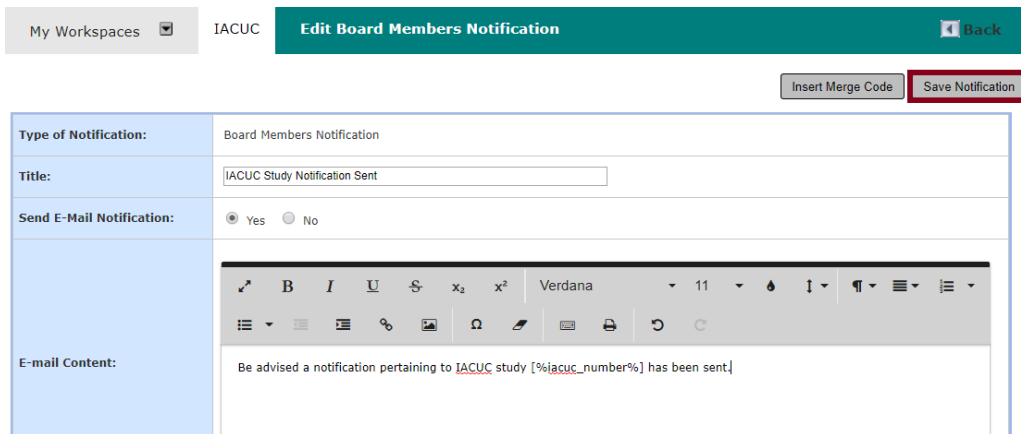 My Workspaces IACUC Edit Board Members Notification Back
Insert Merge Code Save Notification
Type of Notification: Board Members Notification
Title: IACUC Study Notification Sent
Send E-Mail Notification: Yes No
B I U S x₂ x² Verdana 11 ¶
Ω
E-mail Content: Be advised a notification pertaining to IACUC study [%iacuc_number%] has been sent.